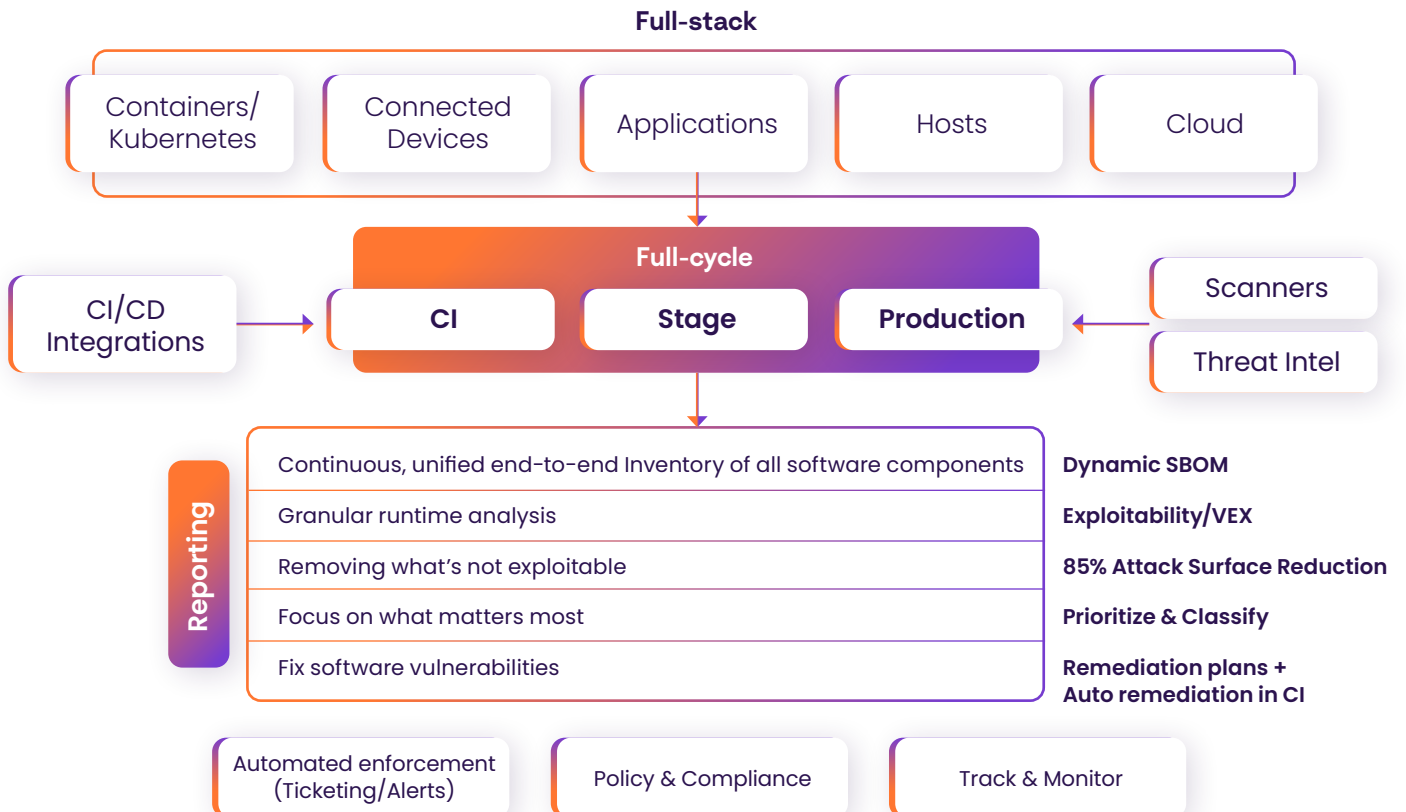 Full-stack
Containers/
Kubernetes
Connected
Devices
Applications
Hosts
Cloud
Full-cycle
CI/CD
Integrations
CI
Stage
Production
Scanners
Threat Intel
Reporting
Continuous, unified end-to-end Inventory of all software components
Dynamic SBOM
Granular runtime analysis
Exploitability/VEX
Removing what’s not exploitable
85% Attack Surface Reduction
Focus on what matters most
Prioritize & Classify
Fix software vulnerabilities
Remediation plans +
Auto remediation in CI
Automated enforcement
(Ticketing/Alerts)
Policy & Compliance
Track & Monitor